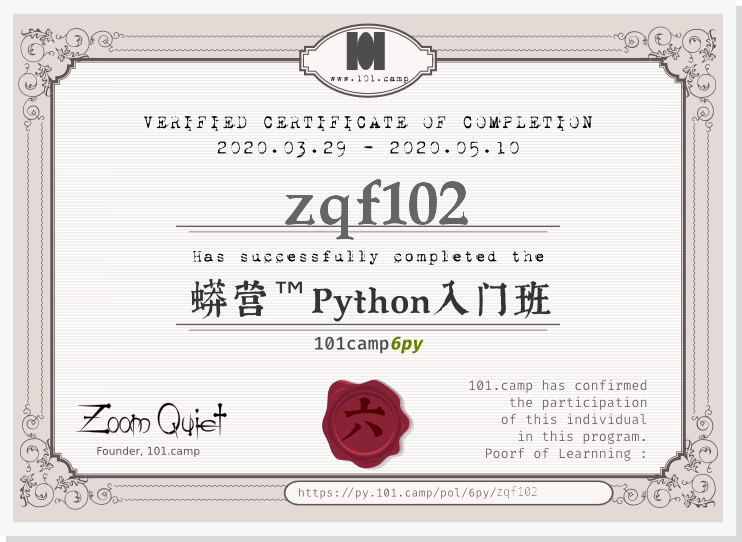 www.101.camp
VERIFIED CERTIFICATE OF COMPLETION
2020.03.29 - 2020.05.10
zqf102
Has successfully completed the
蟒营™Python入门班
101camp6py
六
101.camp has confirmed
the participation
of this individual
in this program.
Poorf of Learnning :
Zoom Quiet
Founder, 101.camp
https://py.101.camp/pol/6py/zqf102